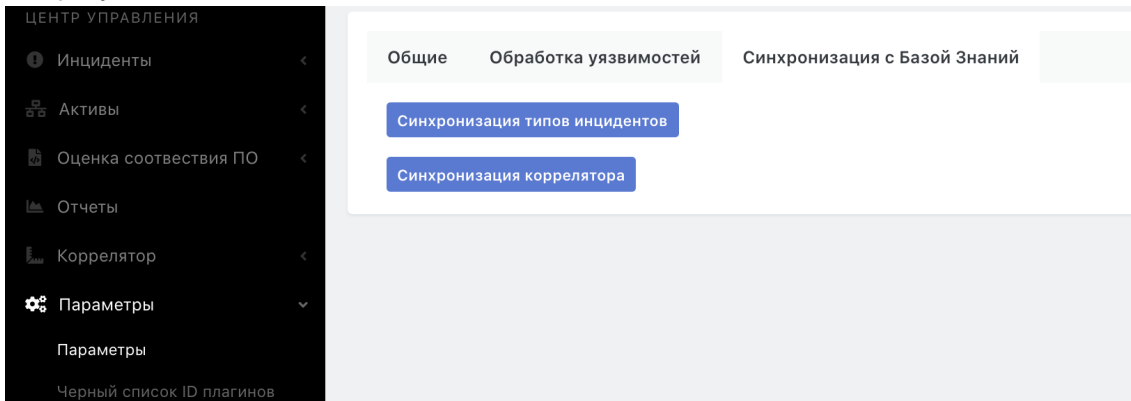 ЦЕНТР УПРАВЛЕНИЯ
Инциденты
Активы
Оценка соотвествия ПО
Отчеты
Коррелятор
Параметры
Параметры
Черный список ID плагинов
Общие Обработка уязвимостей Синхронизация с Базой Знаний
Синхронизация типов инцидентов
Синхронизация коррелятора